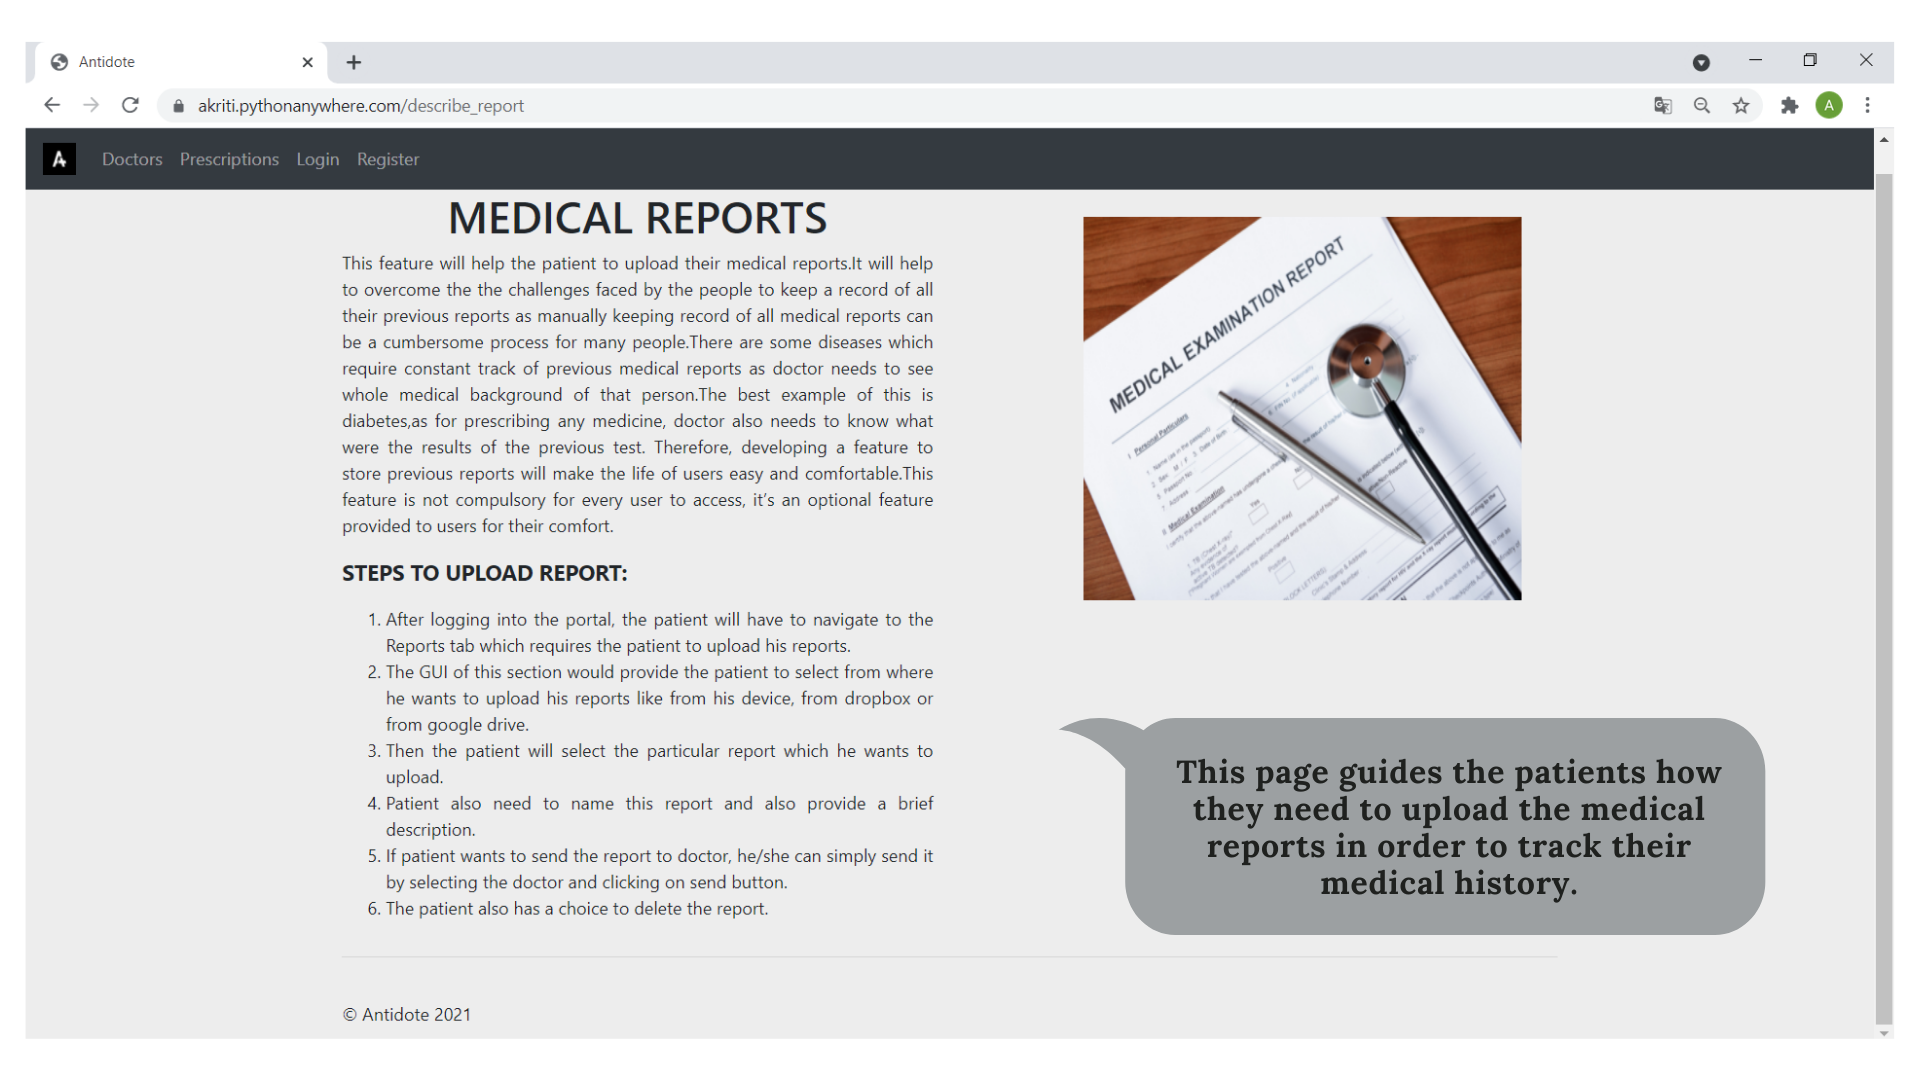 Antidote
akriti.pythonanywhere.com/describe_report
A
A
Doctors Prescriptions Login Register
MEDICAL REPORTS
This feature will help the patient to upload their medical reports.It will help
to overcome the the challenges faced by the people to keep a record of all
their previous reports as manually keeping record of all medical reports can
be a cumbersome process for many people.There are some diseases which
require constant track of previous medical reports as doctor needs to see
whole medical background of that person.The best example of this is
diabetes,as for prescribing any medicine, doctor also needs to know what
were the results of the previous test. Therefore, developing a feature to
store previous reports will make the life of users easy and comfortable.This
feature is not compulsory for every user to access, it's an optional feature
provided to users for their comfort.
STEPS TO UPLOAD REPORT:
1. After logging into the portal, the patient will have to navigate to the
Reports tab which requires the patient to upload his reports.
2. The GUI of this section would provide the patient to select from where
he wants to upload his reports like from his device, from dropbox or
from google drive.
3. Then the patient will select the particular report which he wants to
upload.
4. Patient also need to name this report and also provide a brief
description.
5. If patient wants to send the report to doctor, he/she can simply send it
by selecting the doctor and clicking on send button.
6. The patient also has a choice to delete the report.
MEDICAL EXAMINATION REPORT
Personal Particulars
Medical Examination
This page guides the patients how
they need to upload the medical
reports in order to track their
medical history.
© Antidote 2021